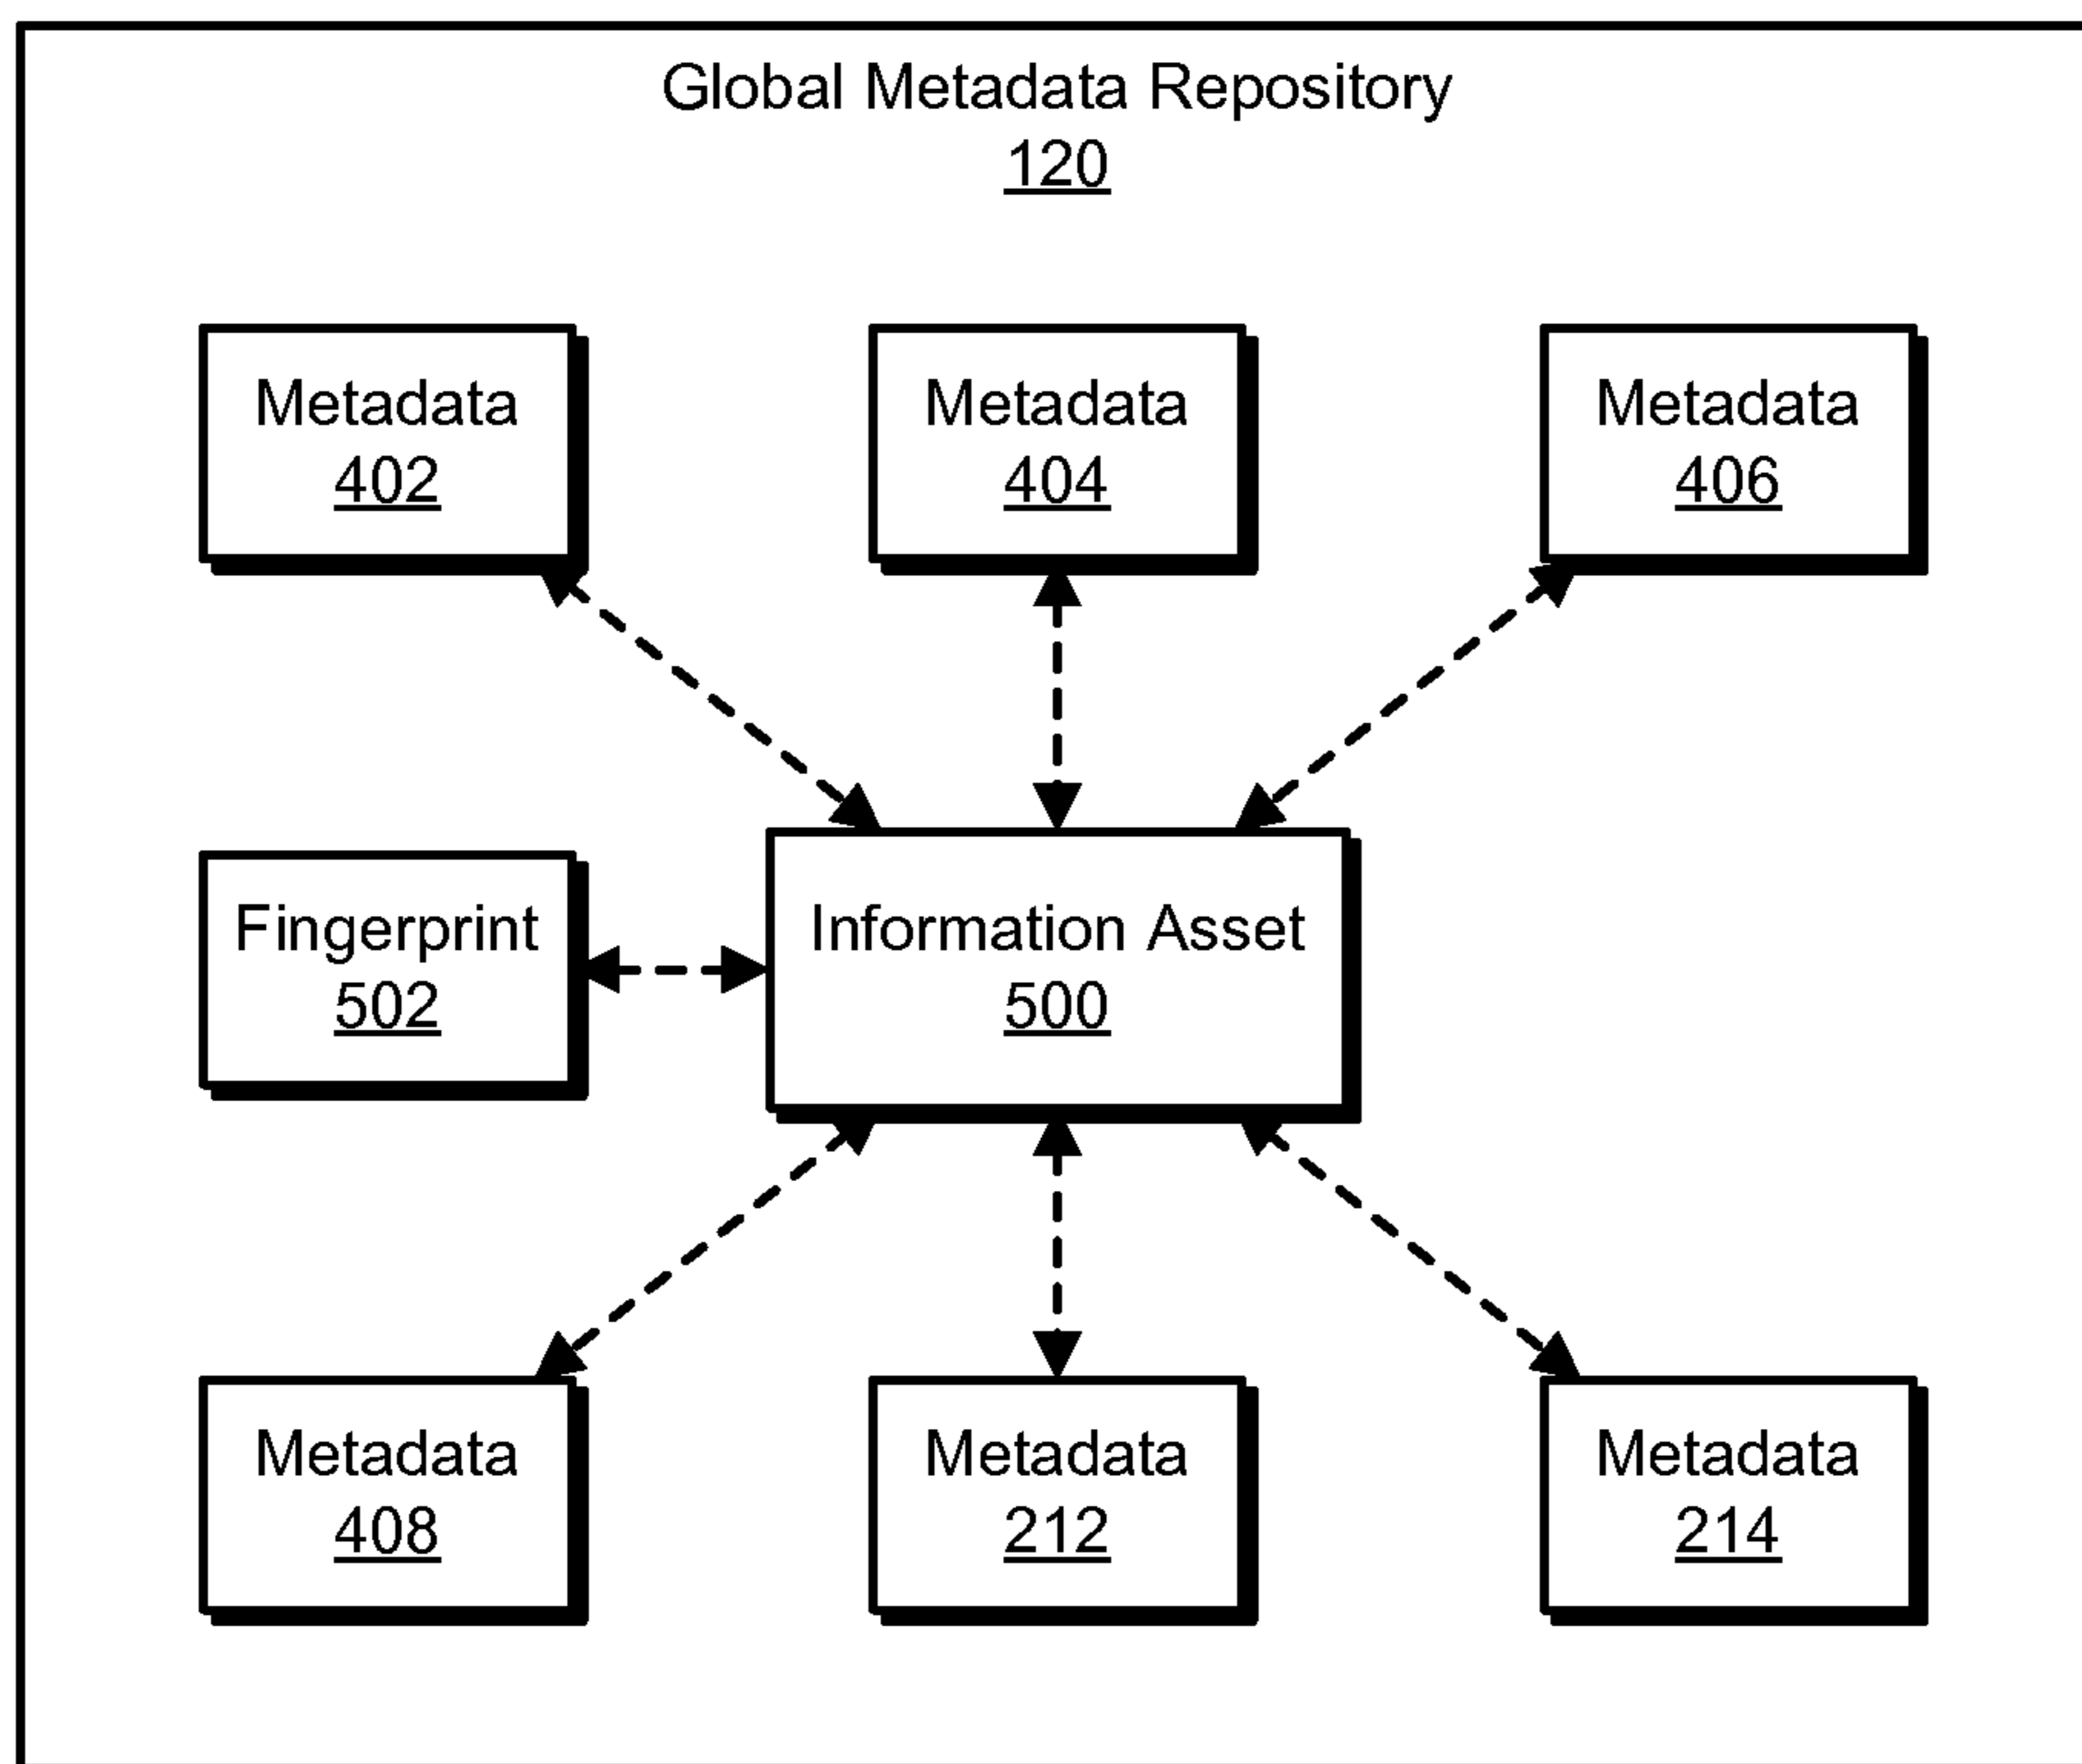 Global Metadata Repository
120
Metadata
402
Metadata
404
Metadata
406
Fingerprint
502
Information Asset
500
Metadata
408
Metadata
212
Metadata
214